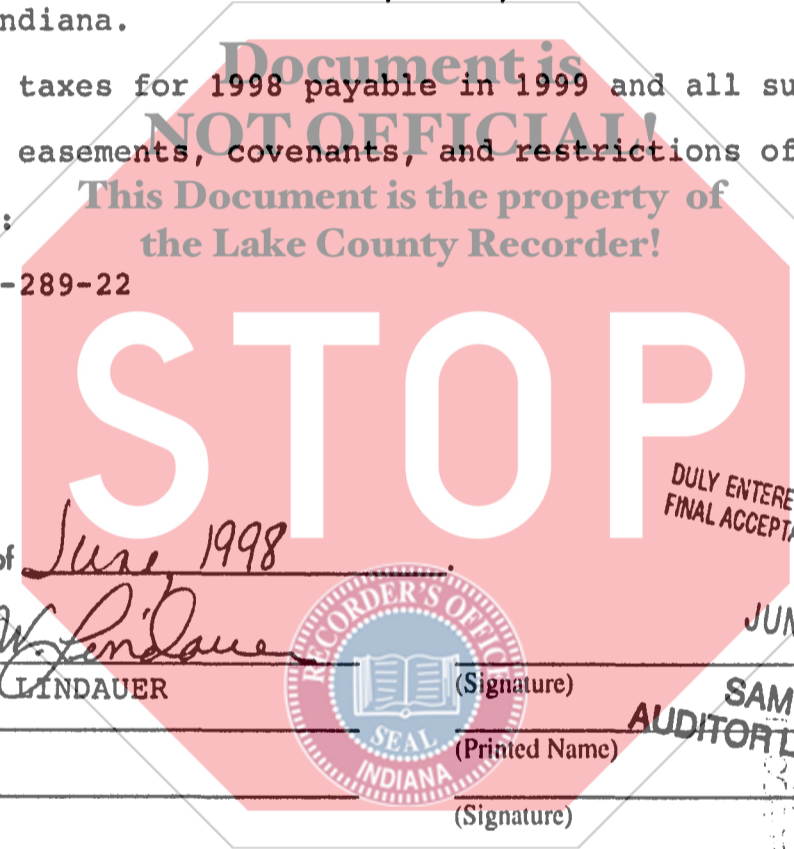 ndiana.
Document is
taxes for 1998 payable in 1999 and all su
NOT OFFICIAL!
easements, covenants, and restrictions of
This Document is the property of
:
the Lake County Recorder!
-289-22
STOP
DULY ENTERE
FINAL ACCEPTA
of June, 1998.
W. Lindauer
JUN
LINDAUER
(Signature)
SAM
AUDITOR L
(Printed Name)
(Signature)
RECORDER'S OFFICE
SEAL
INDIANA